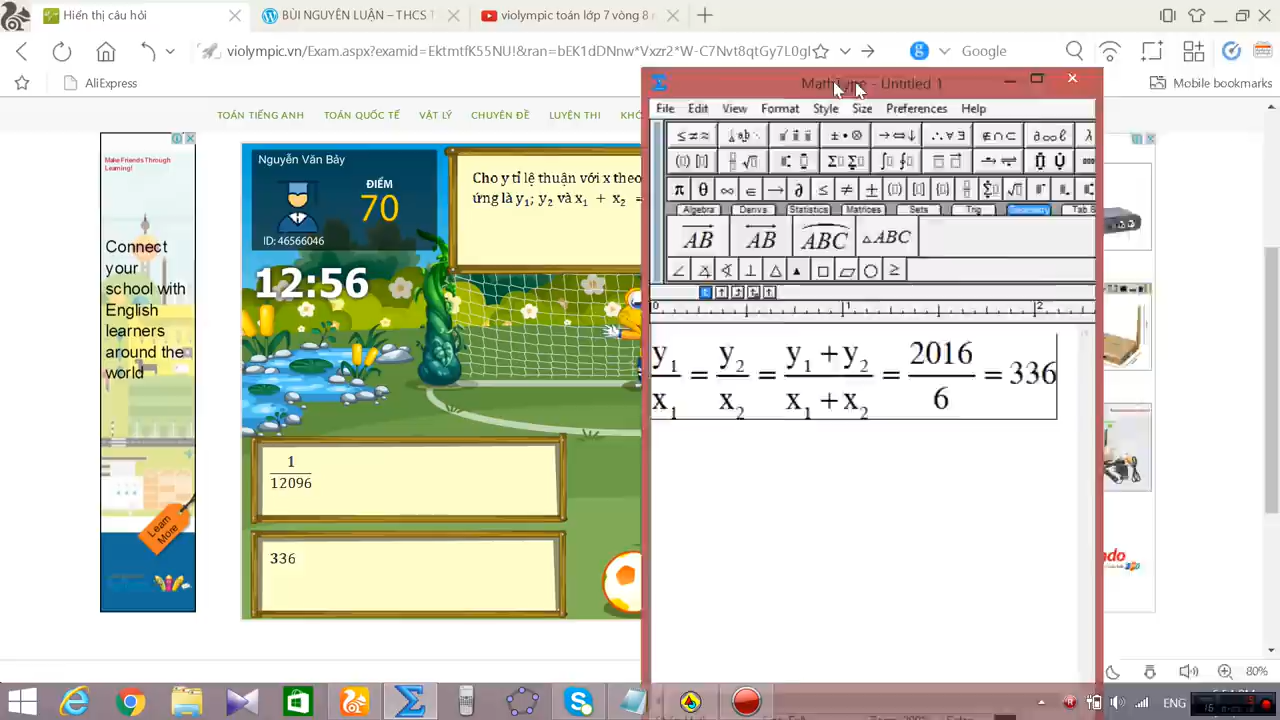 Hiển thị câu hỏi
BÙI NGUYÊN LUẬN – THCS T
violympic toán lớp 7 vòng 8
violympic.vn/Exam.aspx?examid=EktmtfK55NU!&ran=bEK1dDNnw*Vxzr2*W-C7Nvt8qtGy7L0gI
Google
AliExpress
Mobile bookmarks
TOÁN TIẾNG ANH
TOÁN QUỐC TẾ
VẬT LÝ
CHUYÊN ĐỀ
LUYỆN THI
Make Friends Through
Learning!
Connect
your
school with
English
learners
around the
world
Learn
More
Nguyễn Văn Bảy
ĐIỂM
70
ID: 46566046
12:56
Cho y tỉ lệ thuận với x theo
ứng là y₁; y₂ và x₁ + x₂ =
1/12096
336
Untitled 1
File Edit View Format Style Size Preferences Help
Algebra Derivs Statistics Matrices Sets Trig Geometry Tab 8
AB AB ABC △ABC
0 1 2
y₁/x₁ = y₂/x₂ = (y₁ + y₂)/(x₁ + x₂) = 2016/6 = 336
80%
ENG